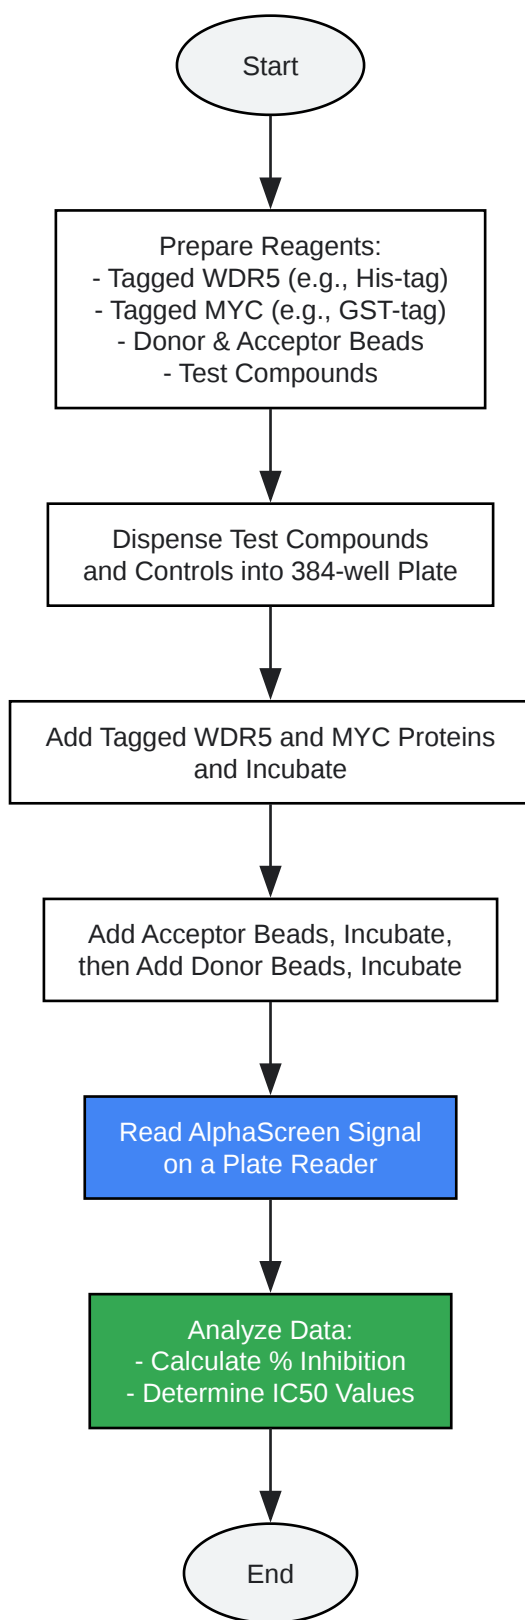 Start
Prepare Reagents:
- Tagged WDR5 (e.g., His-tag)
- Tagged MYC (e.g., GST-tag)
- Donor & Acceptor Beads
- Test Compounds
Dispense Test Compounds
and Controls into 384-well Plate
Add Tagged WDR5 and MYC Proteins
and Incubate
Add Acceptor Beads, Incubate,
then Add Donor Beads, Incubate
Read AlphaScreen Signal
on a Plate Reader
Analyze Data:
- Calculate % Inhibition
- Determine IC50 Values
End